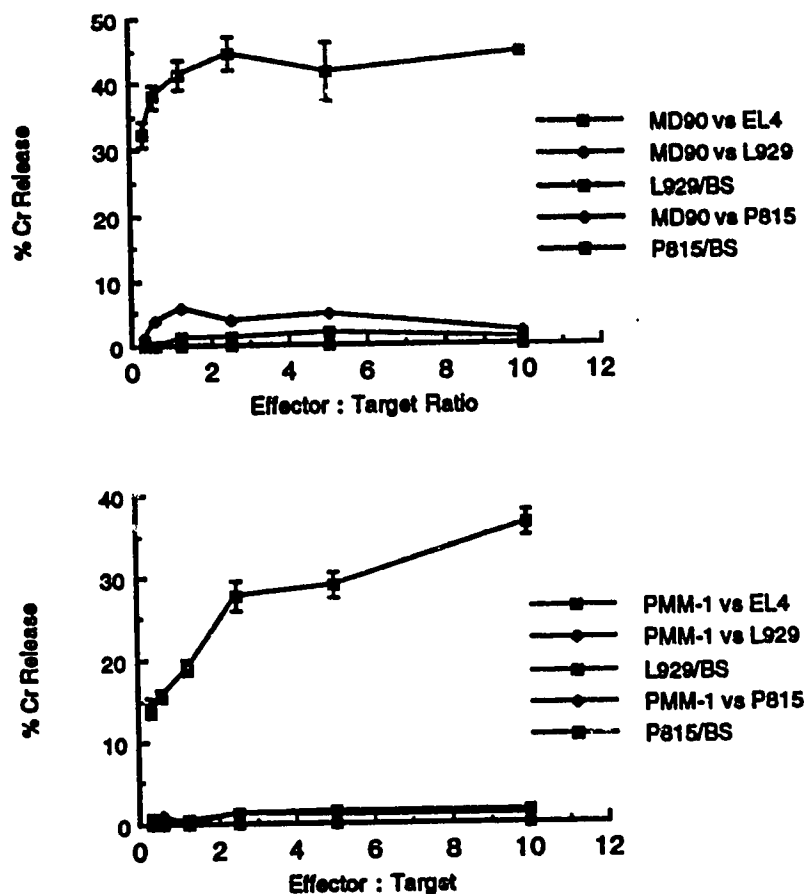 50
40
30
20
10
0
% Cr Release
0 2 4 6 8 10 12
Effector : Target Ratio
MD90 vs EL4
MD90 vs L929
L929/BS
MD90 vs P815
P815/BS
40
30
20
10
0
% Cr Release
0 2 4 6 8 10 12
Effector : Target
PMM-1 vs EL4
PMM-1 vs L929
L929/BS
PMM-1 vs P815
P815/BS